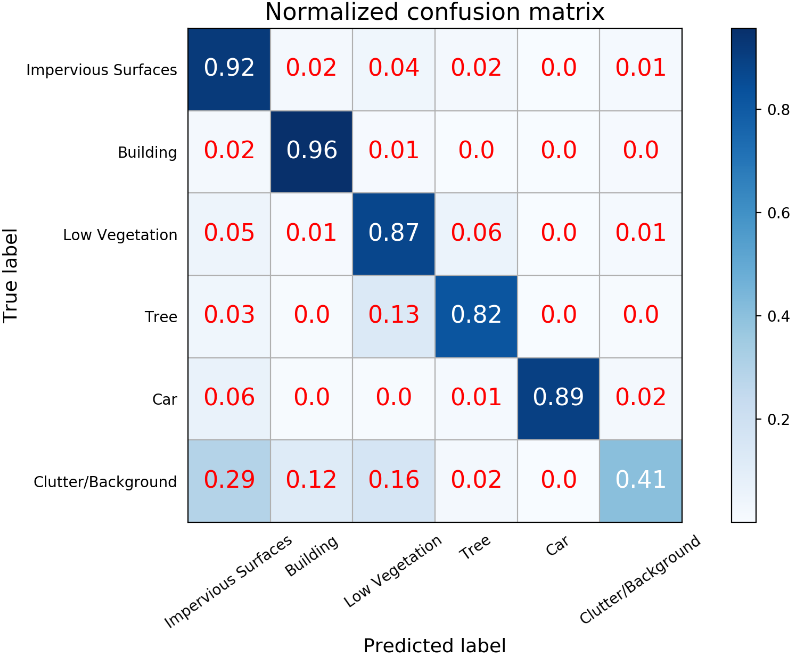 Normalized confusion matrix
True label
Impervious Surfaces 0.92 0.02 0.04 0.02 0.0 0.01
Building 0.02 0.96 0.01 0.0 0.0 0.0
Low Vegetation 0.05 0.01 0.87 0.06 0.0 0.01
Tree 0.03 0.0 0.13 0.82 0.0 0.0
Car 0.06 0.0 0.0 0.01 0.89 0.02
Clutter/Background 0.29 0.12 0.16 0.02 0.0 0.41
Impervious Surfaces Building Low Vegetation Tree Car Clutter/Background
Predicted label
0.8
0.6
0.4
0.2